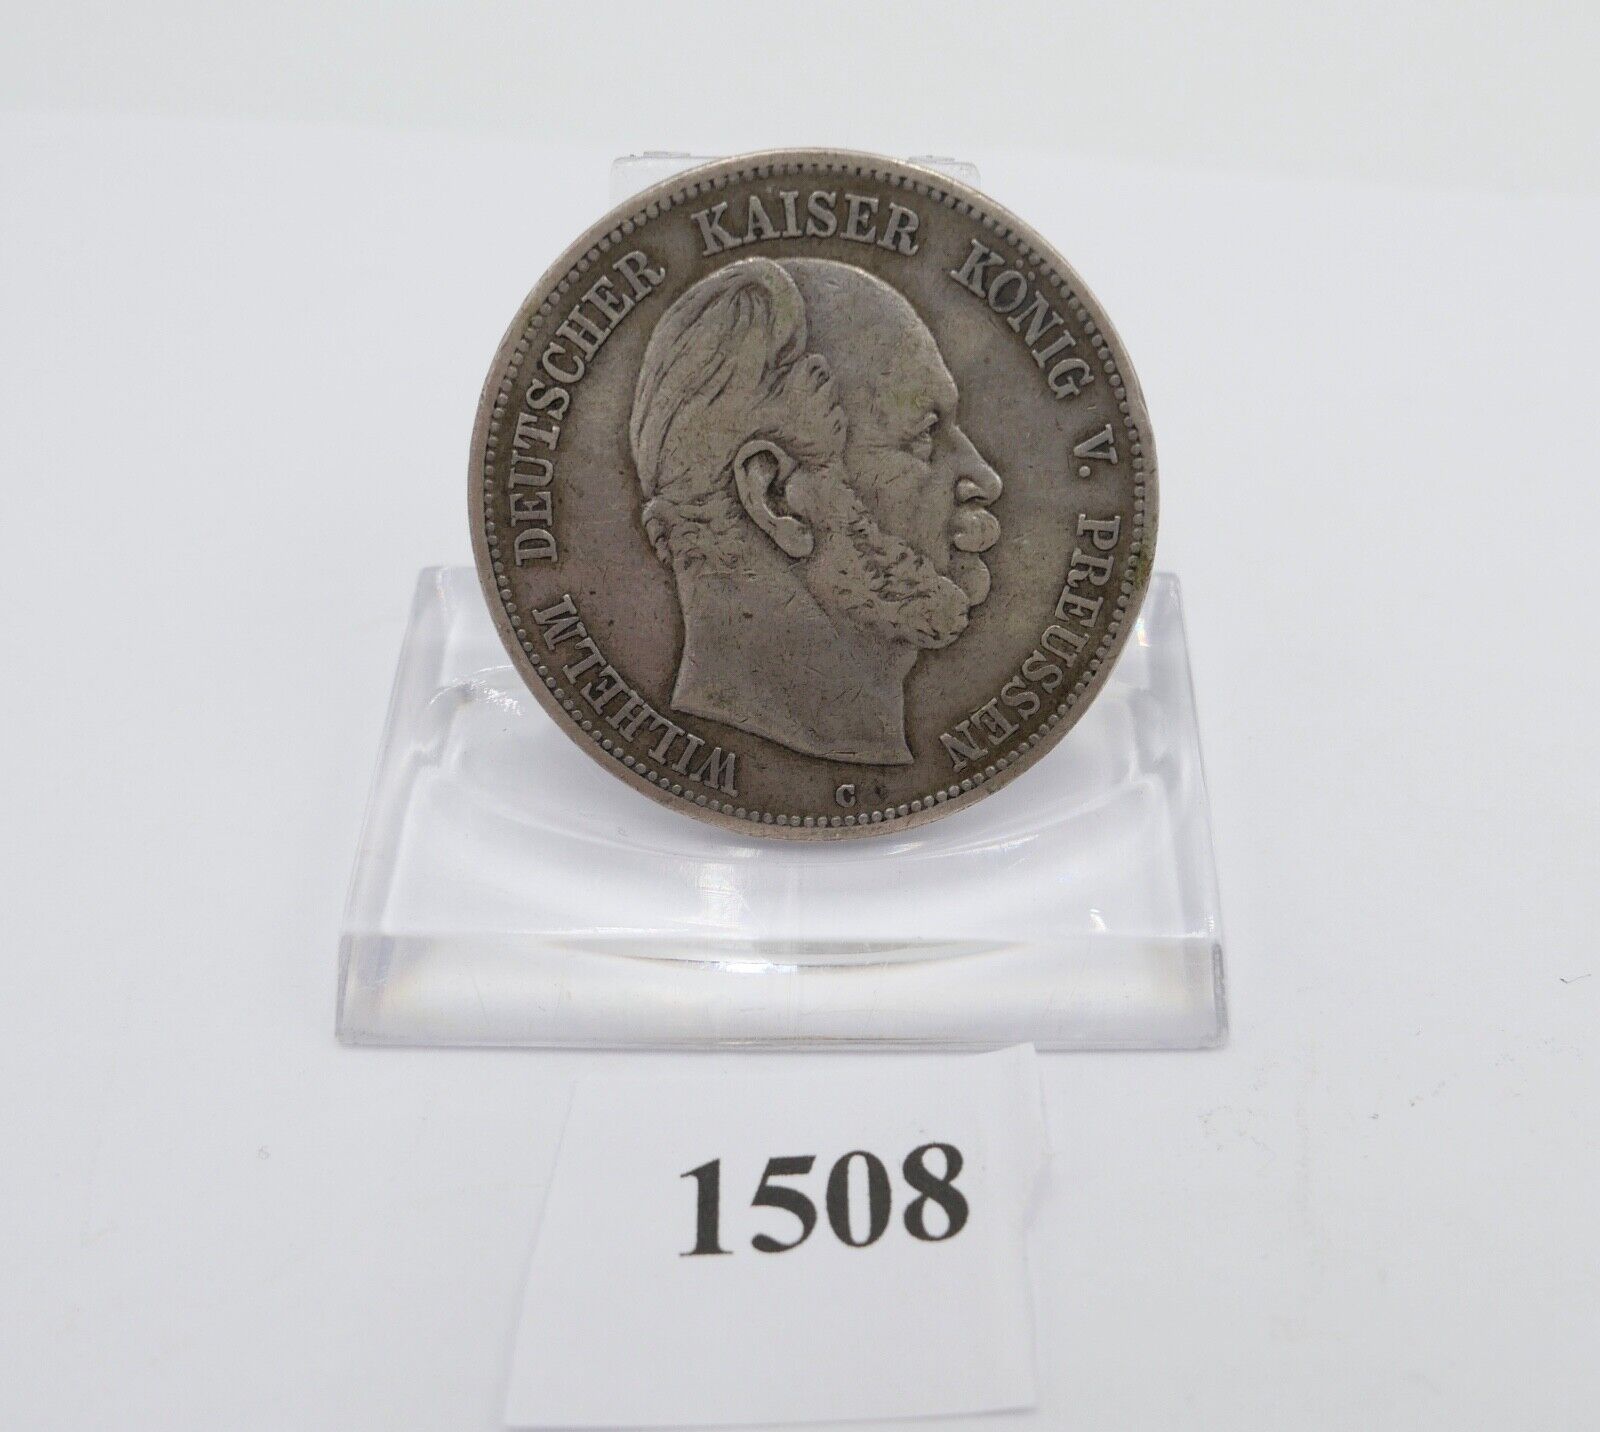 WILHELM DEUTSCHER KAISER KÖNIG V. PREUSSEN
C
1508